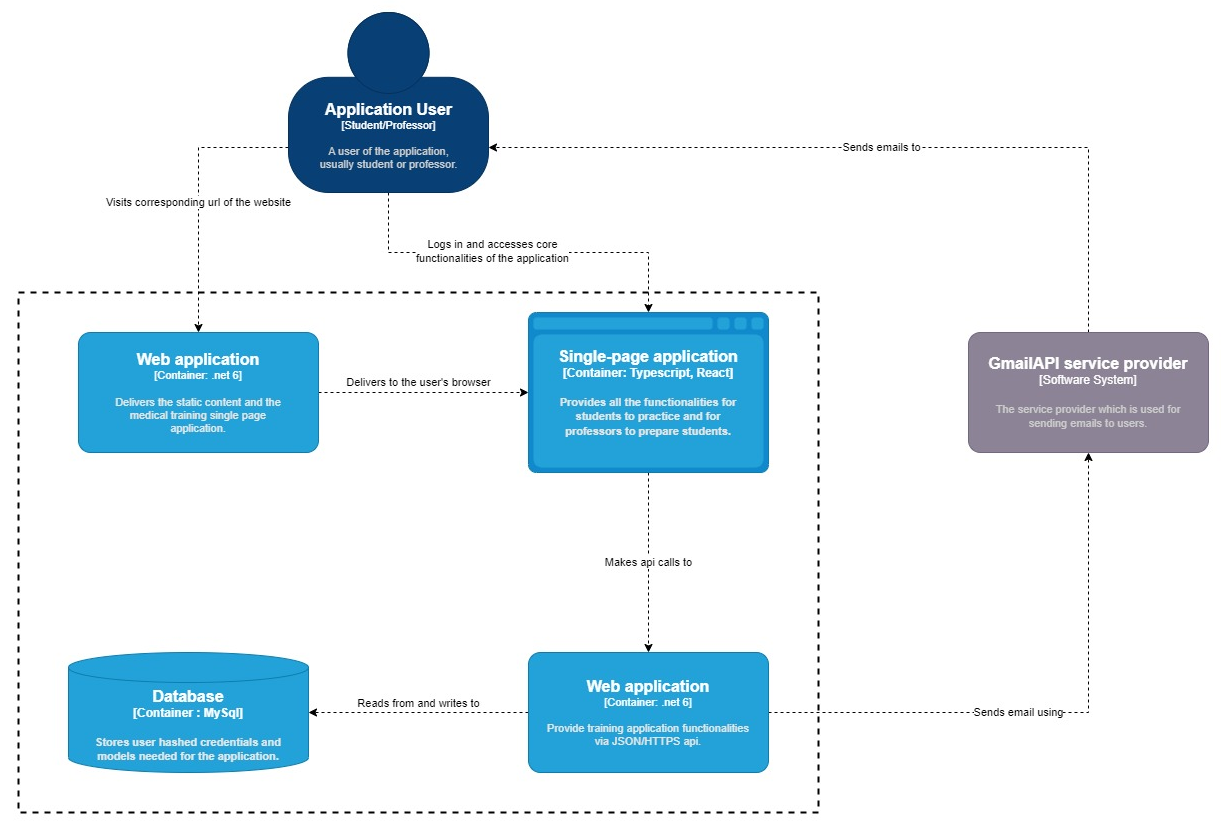 Application User
[Student/Professor]
A user of the application,
usually student or professor.
Sends emails to
Visits corresponding url of the website
Logs in and accesses core
functionalities of the application
Web application
[Container: .net 6]
Delivers the static content and the
medical training single page
application.
Delivers to the user's browser
Single-page application
[Container: Typescript, React]
Provides all the functionalities for
students to practice and for
professors to prepare students.
GmailAPI service provider
[Software System]
The service provider which is used for
sending emails to users.
Makes api calls to
Database
[Container : MySql]
Stores user hashed credentials and
models needed for the application.
Reads from and writes to
Web application
[Container: .net 6]
Provide training application functionalities
via JSON/HTTPS api.
Sends email using